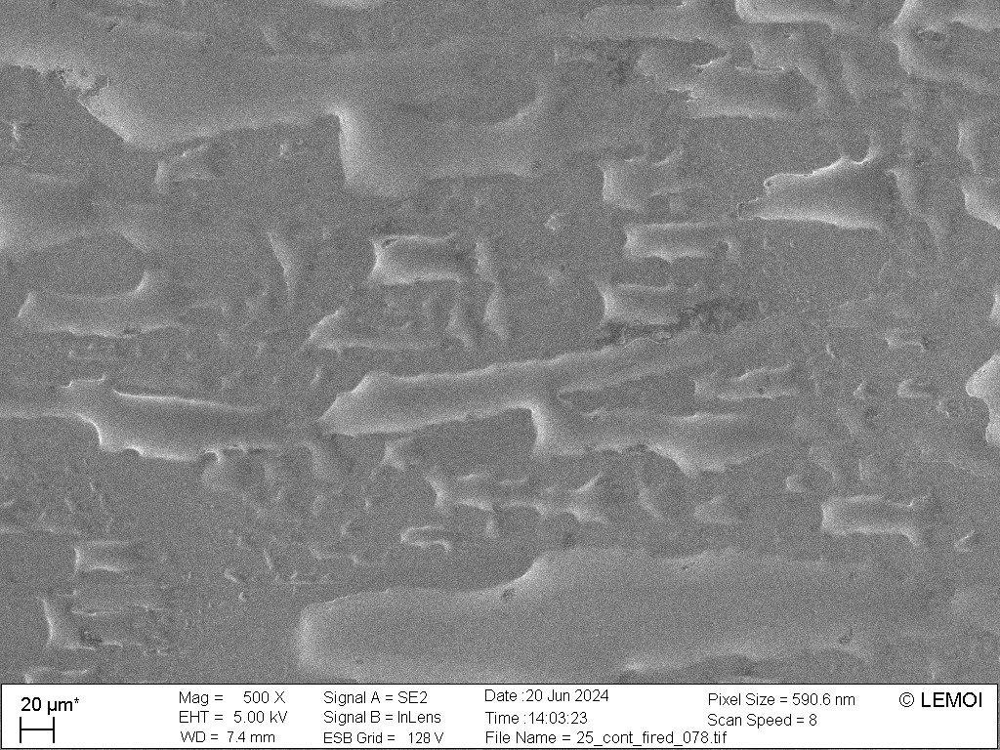 20 µm*
Mag = 500 X
EHT = 5.00 kV
WD = 7.4 mm
Signal A = SE2
Signal B = InLens
ESB Grid = 128 V
Date :20 Jun 2024
Time :14:03:23
File Name = 25_cont_fired_078.tif
Pixel Size = 590.6 nm
Scan Speed = 8
© LEMOI